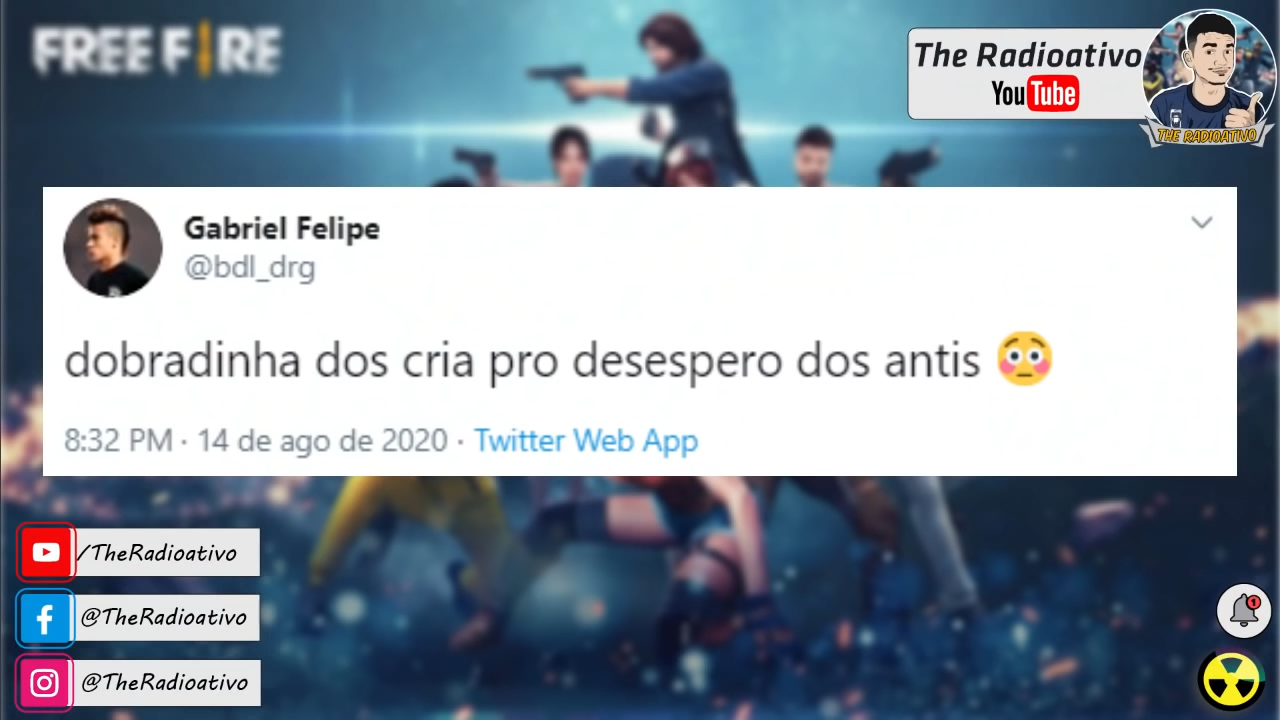 FREE FIRE
The Radioativo
YouTube
THE RADIOATIVO
Gabriel Felipe
@bdl_drg
dobradinha dos cria pro desespero dos antis 😳
8:32 PM · 14 de ago de 2020 · Twitter Web App
/TheRadioativo
@TheRadioativo
@TheRadioativo
1